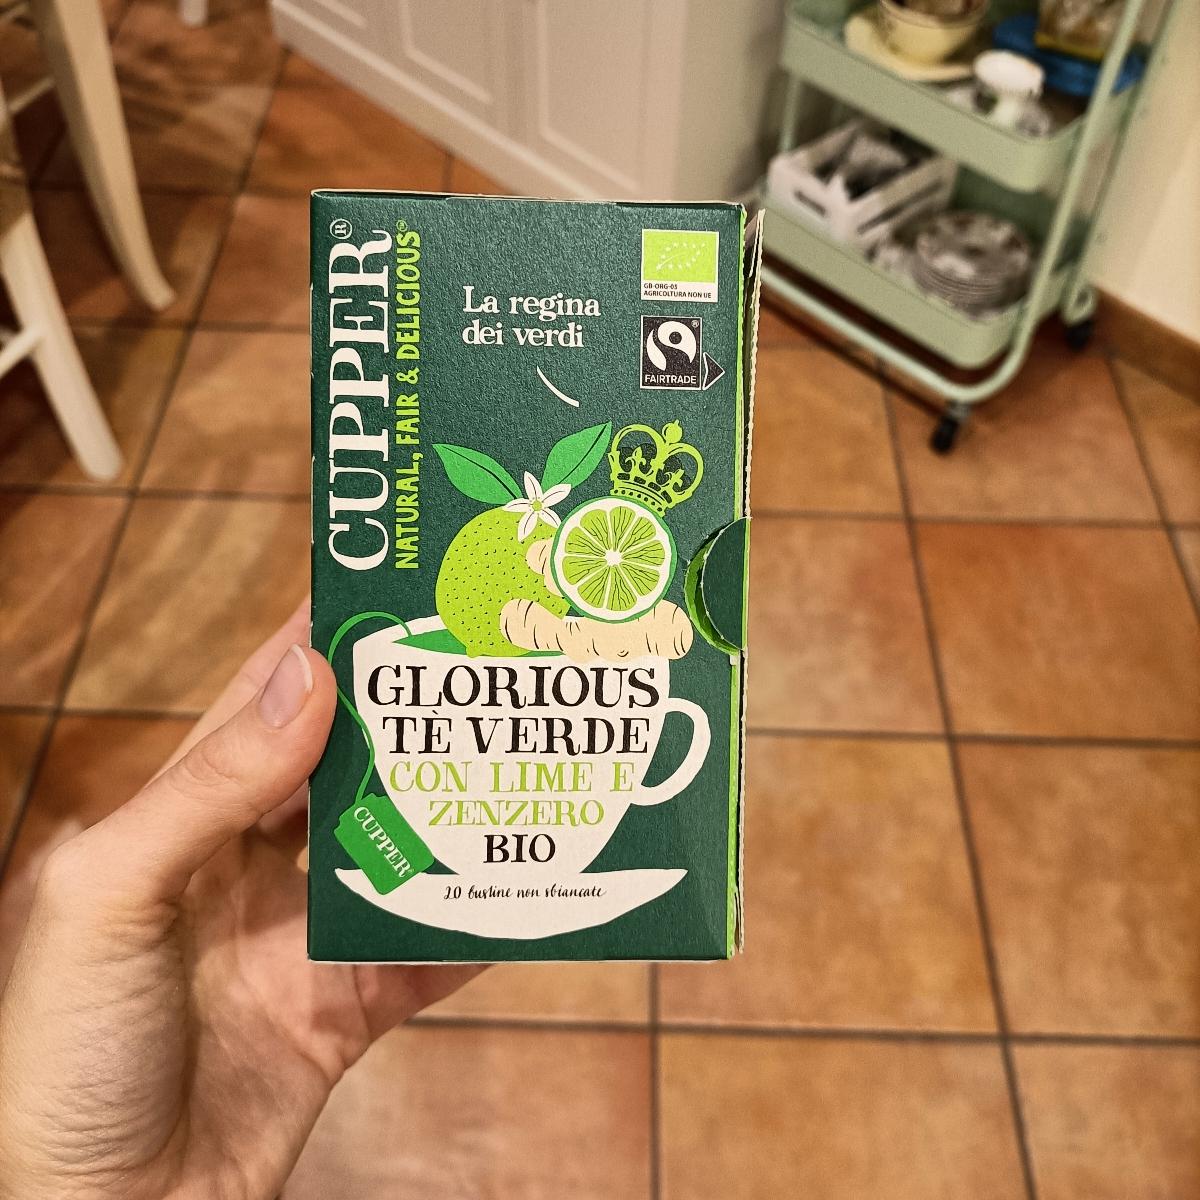 CUPPER®
NATURAL, FAIR & DELICIOUS®
La regina
dei verdi
GB-ORG-05
AGRICOLTURA NON UE
FAIRTRADE
GLORIOUS
TÈ VERDE
CON LIME E
ZENZERO
BIO
CUPPER®
20 bustine non sbiancate